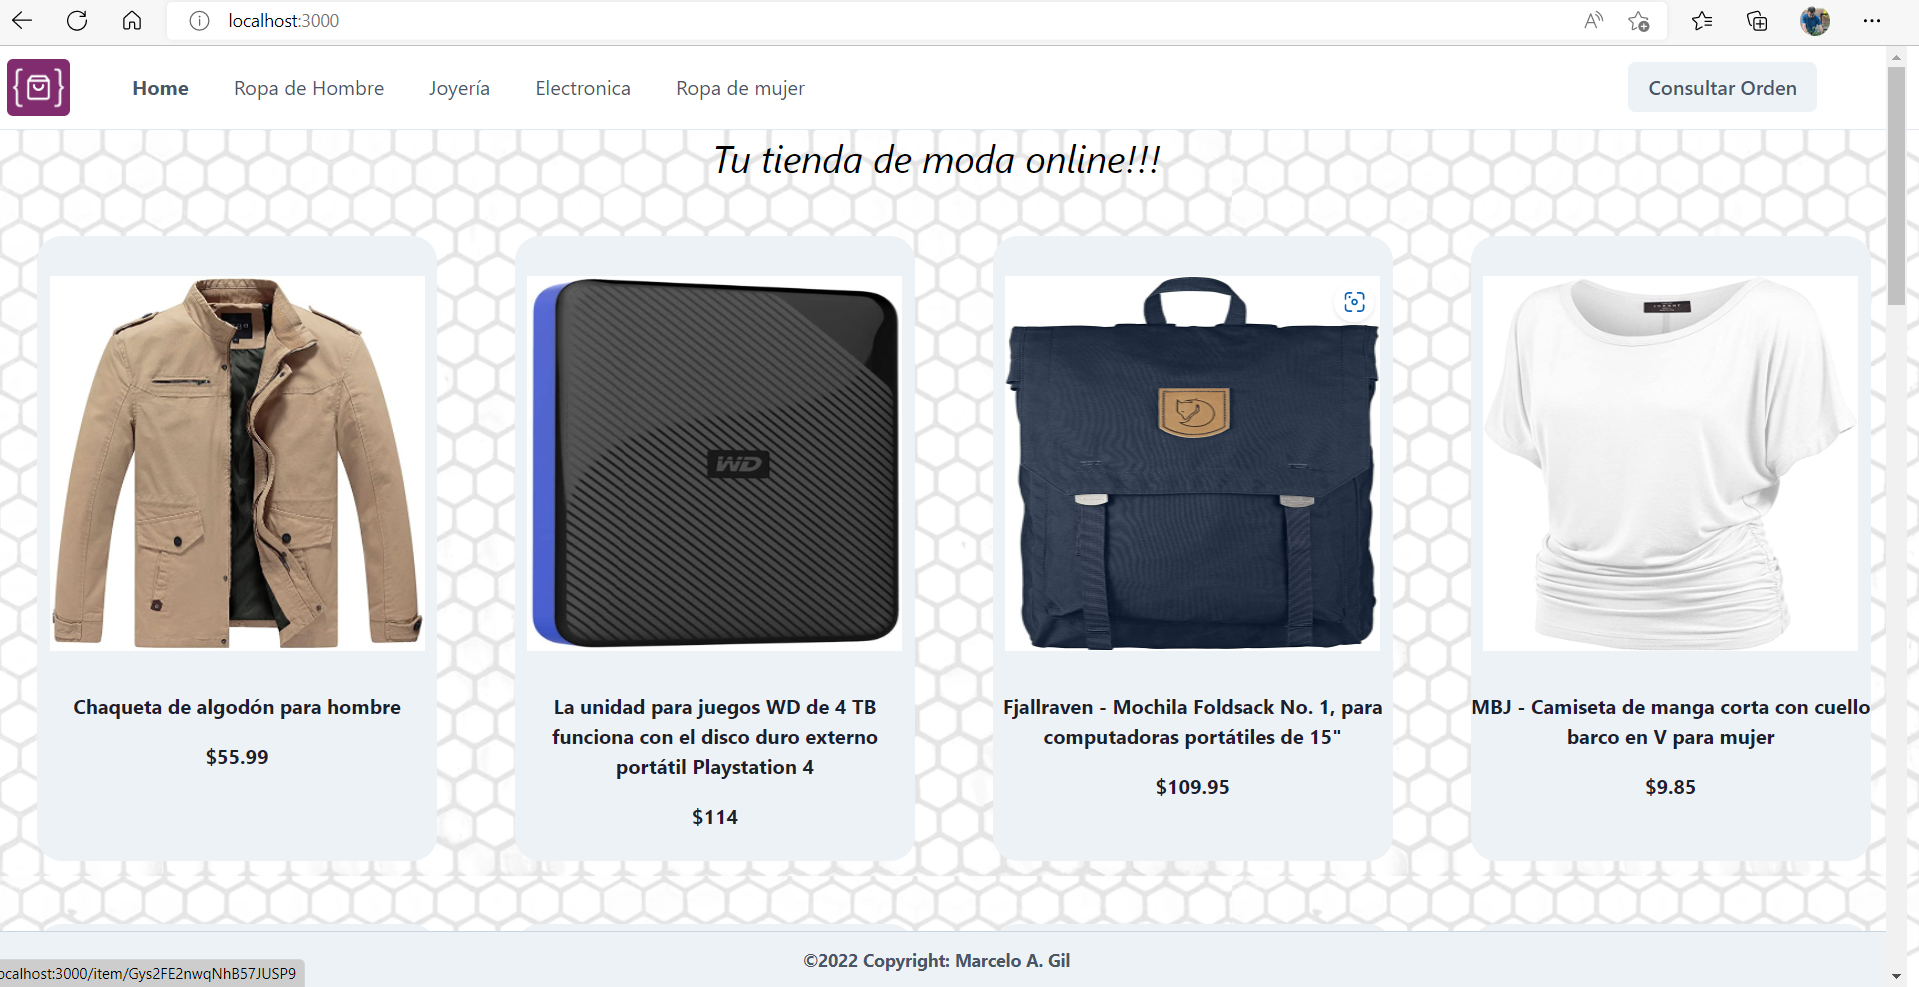 localhost:3000
Home
Ropa de Hombre
Joyería
Electronica
Ropa de mujer
Consultar Orden
Tu tienda de moda online!!!
WD
Chaqueta de algodón para hombre
$55.99
La unidad para juegos WD de 4 TB
funciona con el disco duro externo
portátil Playstation 4
$114
Fjallraven - Mochila Foldsack No. 1, para
computadoras portátiles de 15"
$109.95
MBJ - Camiseta de manga corta con cuello
barco en V para mujer
$9.85
©2022 Copyright: Marcelo A. Gil
ocalhost:3000/item/Gys2FE2nwqNhB57JUSP9